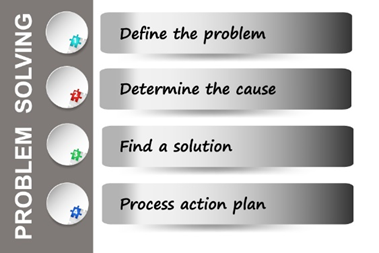 PROBLEM SOLVING
Define the problem
Determine the cause
Find a solution
Process action plan